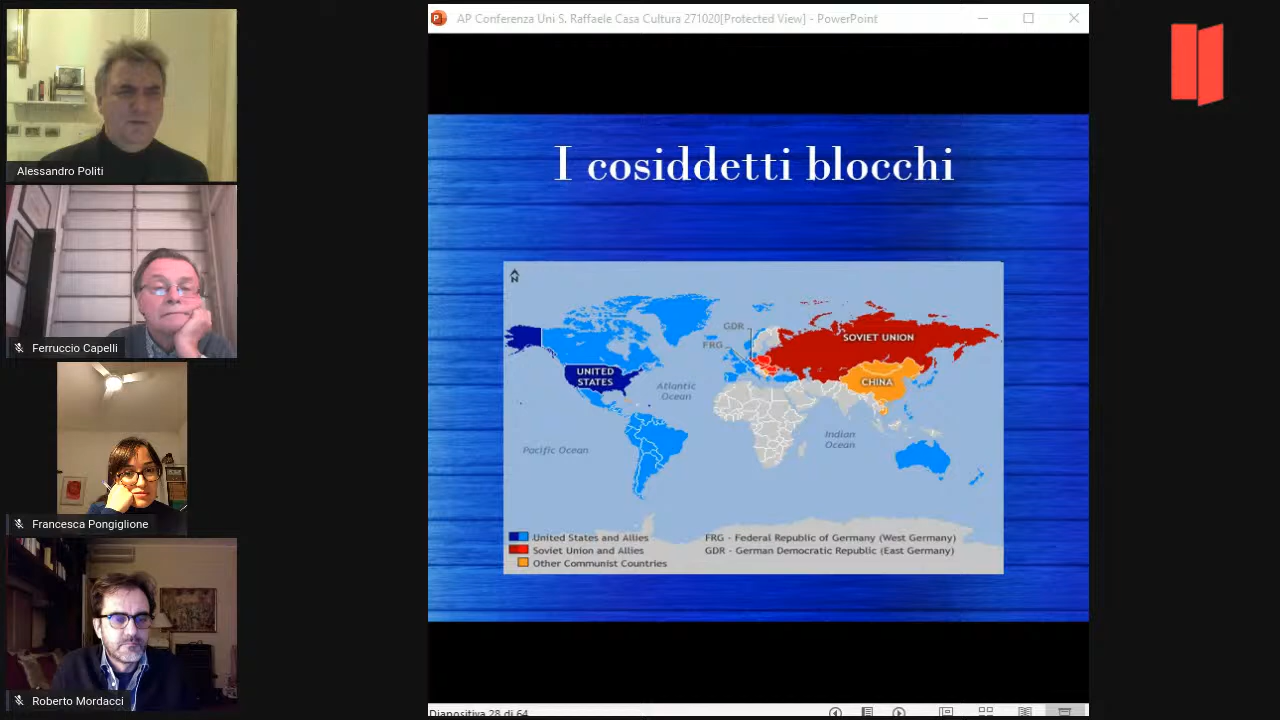 AP Conferenza Uni S. Raffaele Casa Cultura 271020[Protected View] - PowerPoint
I cosiddetti blocchi
N
GDR
FRG
SOVIET UNION
UNITED
STATES
CHINA
Atlantic
Ocean
Indian
Ocean
Pacific Ocean
United States and Allies
Soviet Union and Allies
Other Communist Countries
FRG - Federal Republic of Germany (West Germany)
GDR - German Democratic Republic (East Germany)
Diapositiva 28 di 64
Alessandro Politi
Ferruccio Capelli
Francesca Pongiglione
Roberto Mordacci